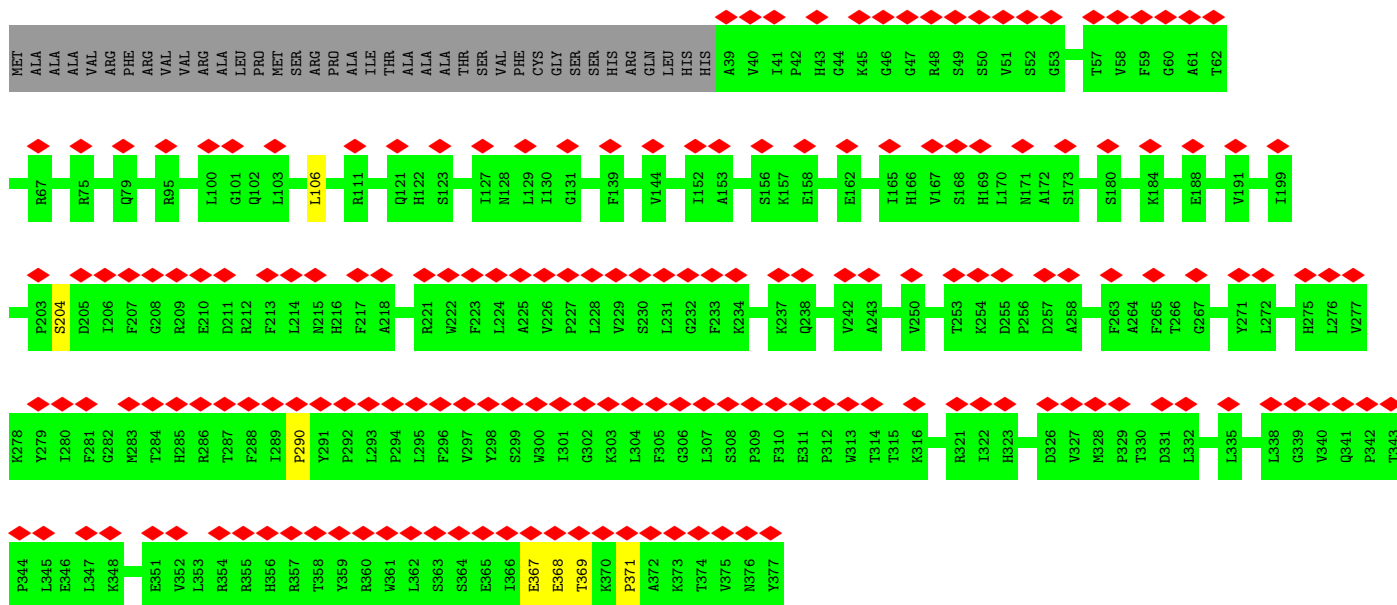 MET ALA ALA ALA VAL ARG PHE ARG VAL VAL ARG ALA LEU PRO MET SER ARG PRO ALA ILE THR ALA ALA ALA THR SER VAL PHE CYS GLY SER SER HIS ARG GLN LEU HIS HIS A39 V40 I41 P42 H43 G44 K45 G46 G47 R48 S49 S50 V51 S52 G53 T57 V58 F59 G60 A61 T62
R67 R75 Q79 R95 L100 G101 Q102 L103 L106 R111 Q121 H122 S123 I127 N128 L129 I130 G131 F139 V144 I152 A153 S156 K157 E158 E162 I165 H166 V167 S168 H169 L170 N171 A172 S173 S180 K184 E188 V191 I199
P203 S204 D205 I206 F207 G208 R209 E210 D211 R212 F213 L214 N215 H216 F217 A218 R221 W222 F223 L224 A225 V226 P227 L228 V229 S230 L231 G232 F233 K234 K237 Q238 V242 A243 V250 T253 K254 D255 P256 D257 A258 F263 A264 F265 T266 G267 Y271 L272 H275 L276 V277
K278 Y279 I280 F281 G282 M283 T284 H285 R286 T287 F288 I289 P290 Y291 P292 L293 P294 L295 F296 V297 Y298 S299 W300 I301 G302 K303 L304 F305 G306 L307 S308 P309 F310 E311 P312 W313 T314 T315 K316 R321 I322 H323 D326 V327 M328 P329 T330 D331 L332 L335 L338 G339 V340 Q341 P342 T343
P344 L345 E346 L347 K348 E351 V352 L353 R354 R355 H356 R357 T358 Y359 R360 W361 L362 S363 S364 E365 I366 E367 E368 T369 K370 P371 A372 K373 T374 V375 N376 Y377